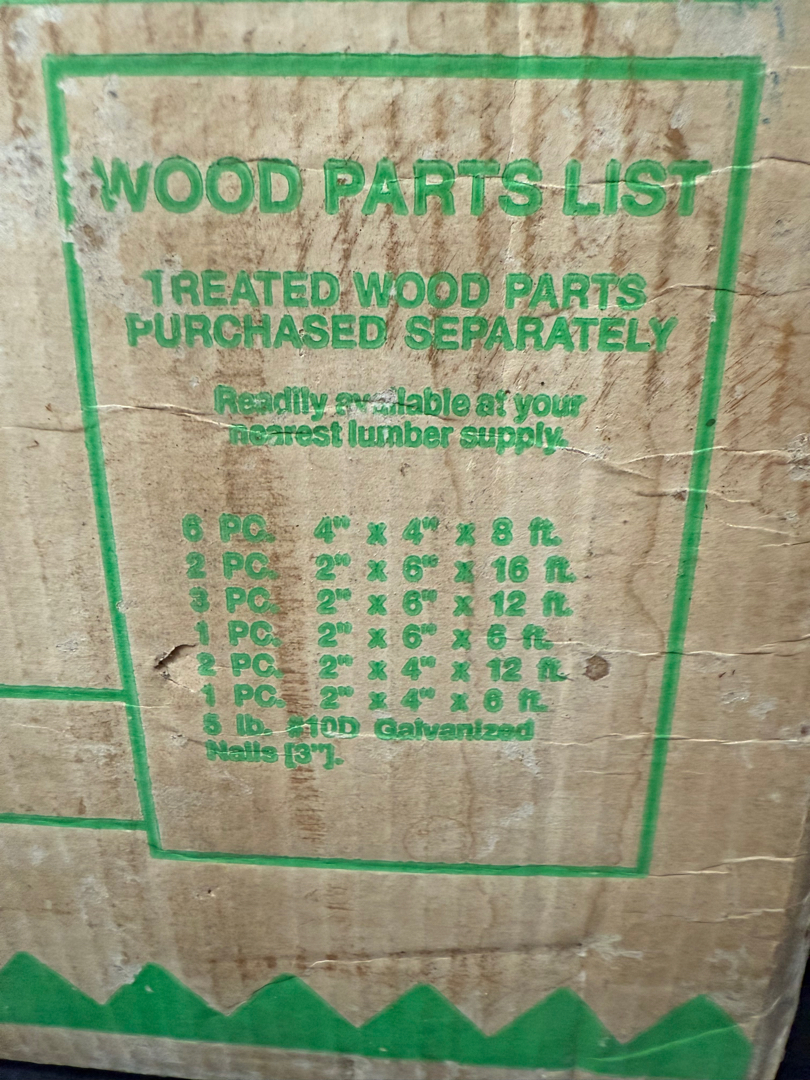 WOOD PARTS LIST
TREATED WOOD PARTS
PURCHASED SEPARATELY
Readily available at your
nearest lumber supply.
6 PC. 4" x 4" x 8 ft.
2 PC. 2" x 6" x 16 ft.
3 PC. 2" x 6" x 12 ft.
1 PC. 2" x 6" x 6 ft.
2 PC. 2" x 4" x 12 ft.
1 PC. 2" x 4" x 6 ft.
5 lb. #10D Galvanized
Nails [3"].